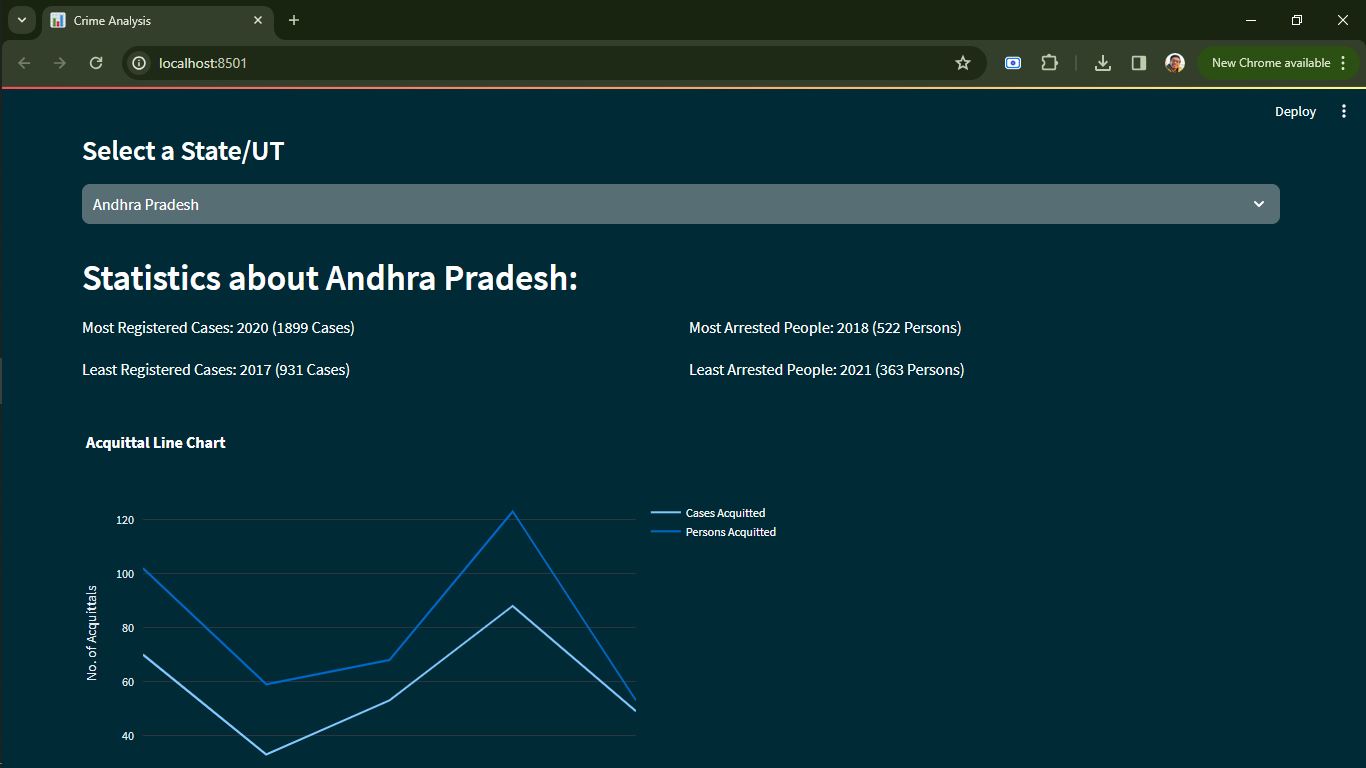 Crime Analysis
localhost:8501
New Chrome available
Deploy
Select a State/UT
Andhra Pradesh
Statistics about Andhra Pradesh:
Most Registered Cases: 2020 (1899 Cases)
Most Arrested People: 2018 (522 Persons)
Least Registered Cases: 2017 (931 Cases)
Least Arrested People: 2021 (363 Persons)
Acquittal Line Chart
Cases Acquitted
Persons Acquitted
No. of Acquittals
120
100
80
60
40